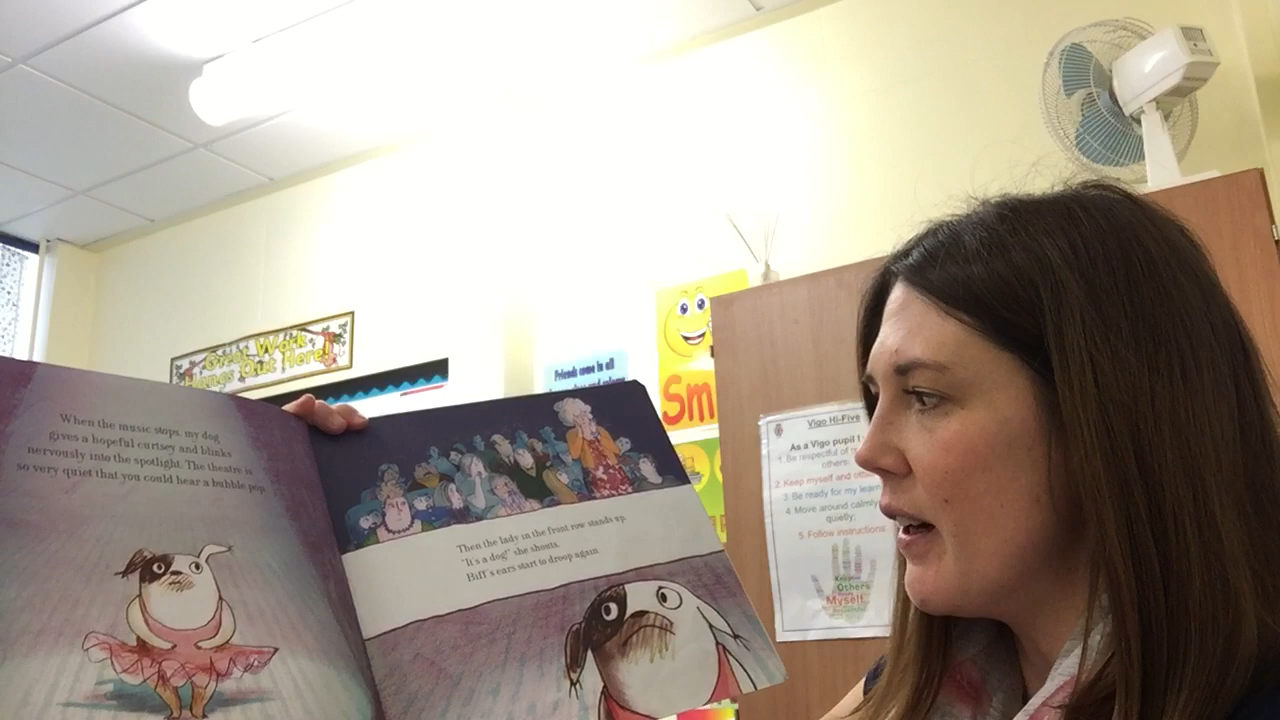 Great Work
Hangs Out Here!
Friends come in all
Sm
When the music stops, my dog
gives a hopeful curtsey and blinks
nervously into the spotlight. The theatre is
so very quiet that you could hear a bubble pop.
Then the lady in the front row stands up.
"It's a dog!" she shouts.
Biff's ears start to droop again.
Vigo Hi-Five
As a Vigo pupil I
1. Be respectful of
others.
2. Keep myself and
3. Be ready for my learn
4. Move around calmly
quietly.
5. Follow instructions
Others
Myself